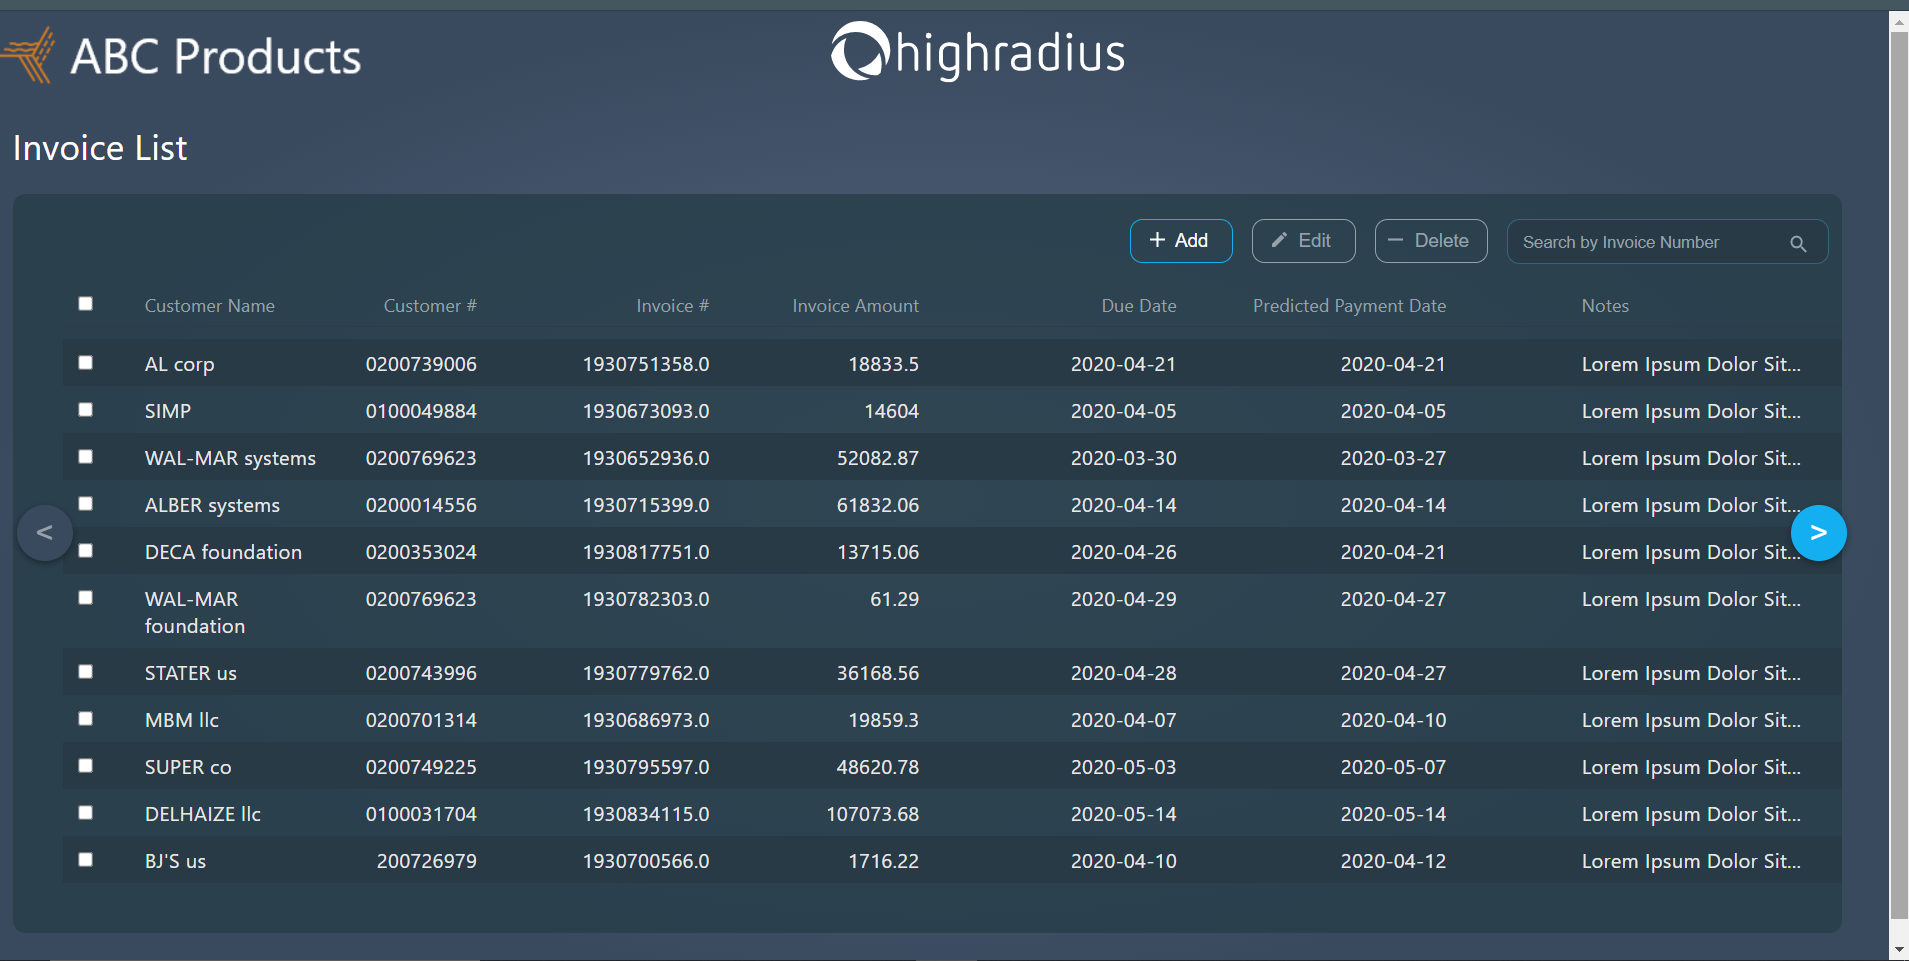 ABC Products
highradius
Invoice List
+ Add Edit − Delete Search by Invoice Number
Customer Name Customer # Invoice # Invoice Amount Due Date Predicted Payment Date Notes
AL corp 0200739006 1930751358.0 18833.5 2020-04-21 2020-04-21 Lorem Ipsum Dolor Sit...
SIMP 0100049884 1930673093.0 14604 2020-04-05 2020-04-05 Lorem Ipsum Dolor Sit...
WAL-MAR systems 0200769623 1930652936.0 52082.87 2020-03-30 2020-03-27 Lorem Ipsum Dolor Sit...
ALBER systems 0200014556 1930715399.0 61832.06 2020-04-14 2020-04-14 Lorem Ipsum Dolor Sit...
< >
DECA foundation 0200353024 1930817751.0 13715.06 2020-04-26 2020-04-21 Lorem Ipsum Dolor Sit...
WAL-MAR 0200769623 1930782303.0 61.29 2020-04-29 2020-04-27 Lorem Ipsum Dolor Sit...
foundation
STATER us 0200743996 1930779762.0 36168.56 2020-04-28 2020-04-27 Lorem Ipsum Dolor Sit...
MBM llc 0200701314 1930686973.0 19859.3 2020-04-07 2020-04-10 Lorem Ipsum Dolor Sit...
SUPER co 0200749225 1930795597.0 48620.78 2020-05-03 2020-05-07 Lorem Ipsum Dolor Sit...
DELHAIZE llc 0100031704 1930834115.0 107073.68 2020-05-14 2020-05-14 Lorem Ipsum Dolor Sit...
BJ'S us 200726979 1930700566.0 1716.22 2020-04-10 2020-04-12 Lorem Ipsum Dolor Sit...